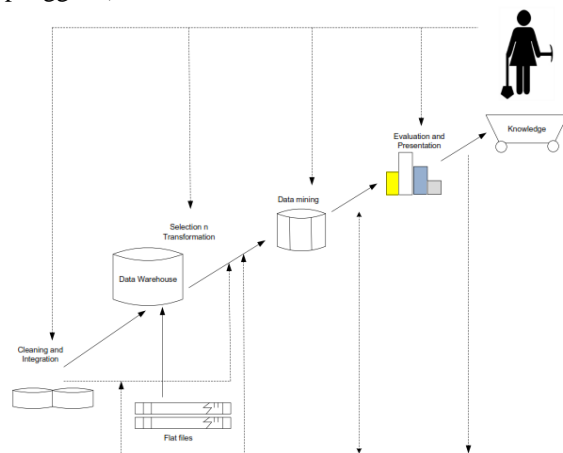 Knowledge
Evaluation and
Presentation
Data mining
Selection n
Transformation
Data Warehouse
Cleaning and
Integration
Flat files